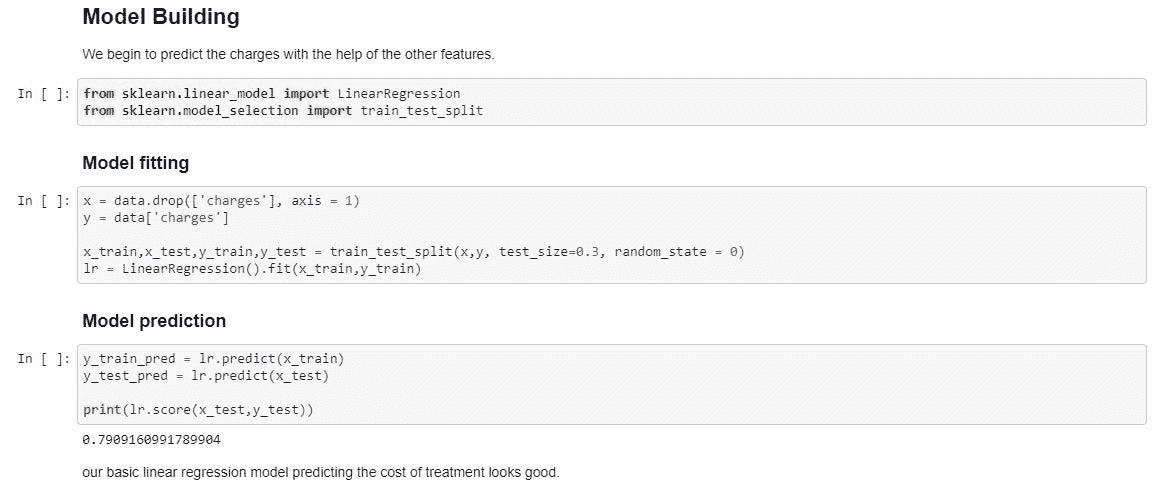 Model Building
We begin to predict the charges with the help of the other features.
In [ ]: from sklearn.linear_model import LinearRegression
from sklearn.model_selection import train_test_split
Model fitting
In [ ]: x = data.drop(['charges'], axis = 1)
y = data['charges']
x_train,x_test,y_train,y_test = train_test_split(x,y, test_size=0.3, random_state = 0)
lr = LinearRegression().fit(x_train,y_train)
Model prediction
In [ ]: y_train_pred = lr.predict(x_train)
y_test_pred = lr.predict(x_test)
print(lr.score(x_test,y_test))
0.7909160991789904
our basic linear regression model predicting the cost of treatment looks good.